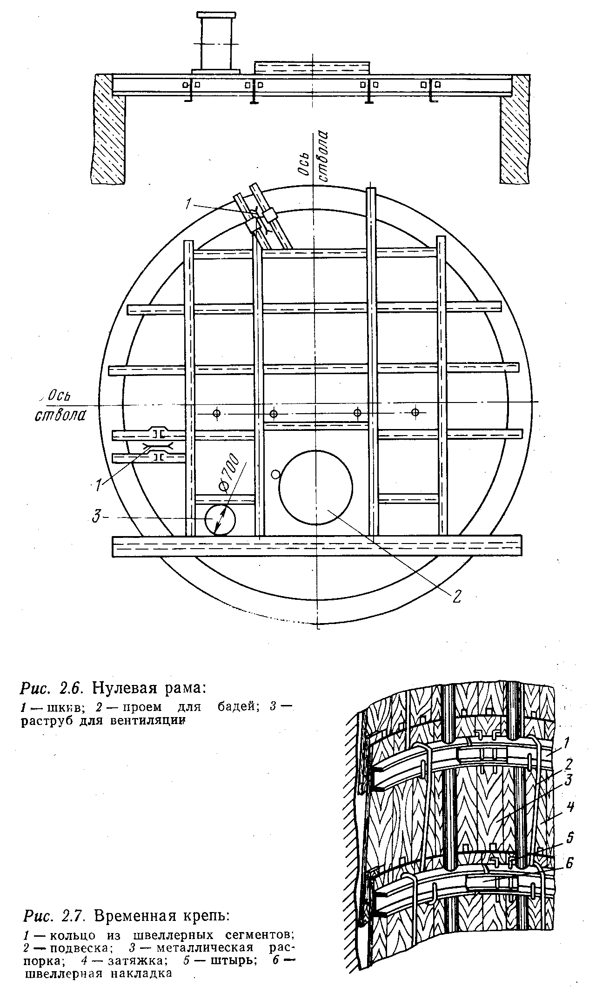 Ось
ствола
1
Ось
ствола
1
⌀700
3
2
Рис. 2.6. Нулевая рама:
1 — шкив; 2 — проем для бадей; 3 —
раструб для вентиляции
1
2
3
4
5
6
Рис. 2.7. Временная крепь:
1 — кольцо из швеллерных сегментов;
2 — подвеска; 3 — металлическая рас-
порка; 4 — затяжка; 5 — штырь; 6 —
швеллерная накладка